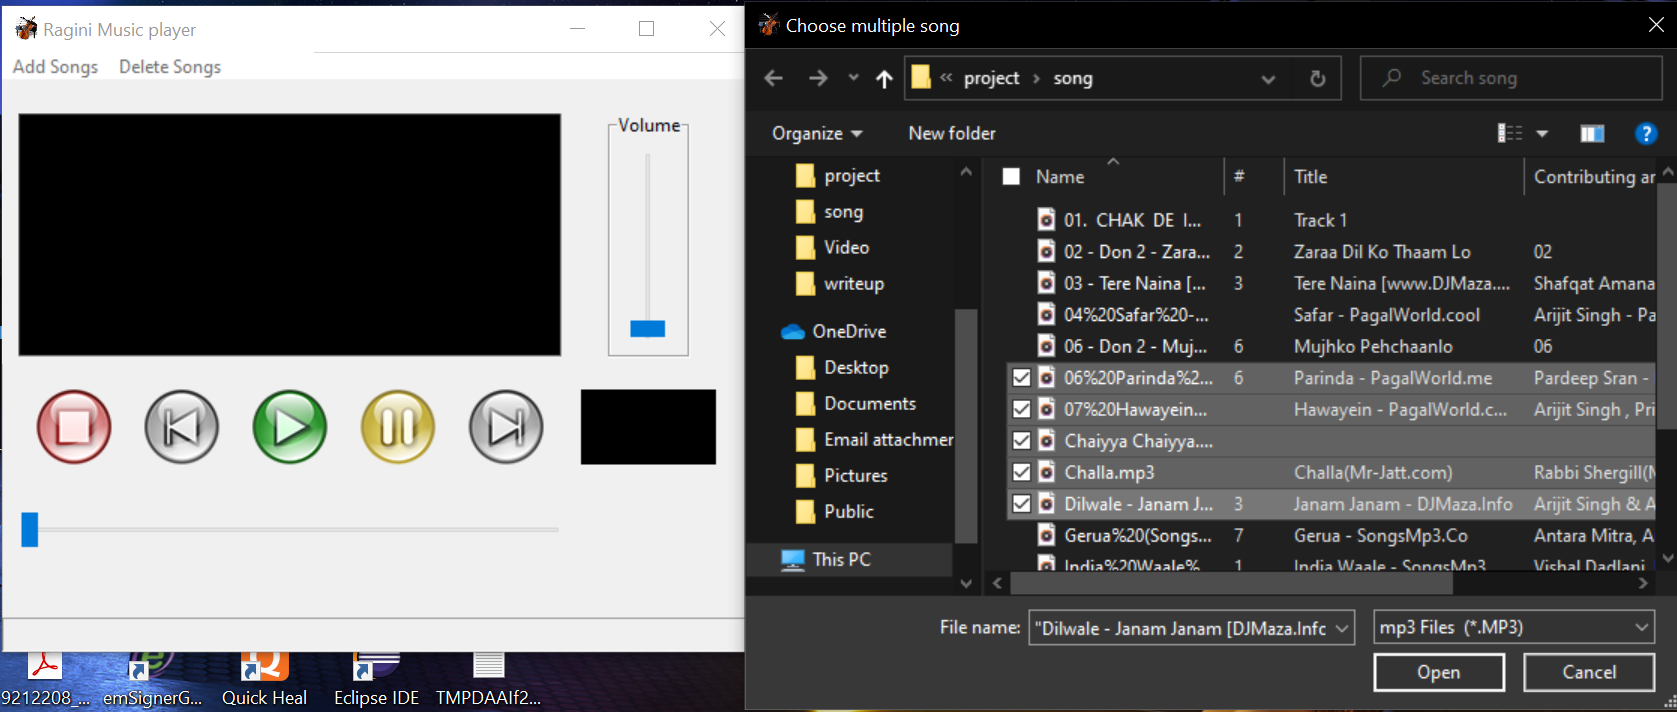 Ragini Music player
Add Songs Delete Songs
Volume
Choose multiple song
« project › song
Search song
Organize New folder
?
project
song
Video
writeup
OneDrive
Desktop
Documents
Email attachmer
Pictures
Public
This PC
Name # Title Contributing ar
01. CHAK DE I... 1 Track 1
02 - Don 2 - Zara... 2 Zaraa Dil Ko Thaam Lo 02
03 - Tere Naina [... 3 Tere Naina [www.DJMaza.... Shafqat Amana
04%20Safar%20-... Safar - PagalWorld.cool Arijit Singh - Pa
06 - Don 2 - Muj... 6 Mujhko Pehchaanlo 06
06%20Parinda%2... 6 Parinda - PagalWorld.me Pardeep Sran -
07%20Hawayein... Hawayein - PagalWorld.c... Arijit Singh , Pri
Chaiyya Chaiyya....
Challa.mp3 Challa(Mr-Jatt.com) Rabbi Shergill(M
Dilwale - Janam J... 3 Janam Janam - DJMaza.Info Arijit Singh & A
Gerua%20(Songs... 7 Gerua - SongsMp3.Co Antara Mitra, A
India%20Waale%... 1 India Waale - SongsMp3... Vishal Dadlani
File name: "Dilwale - Janam Janam [DJMaza.Info mp3 Files (*.MP3)
Open Cancel
9212208_... emSignerG... Quick Heal Eclipse IDE TMPDAAIf2...